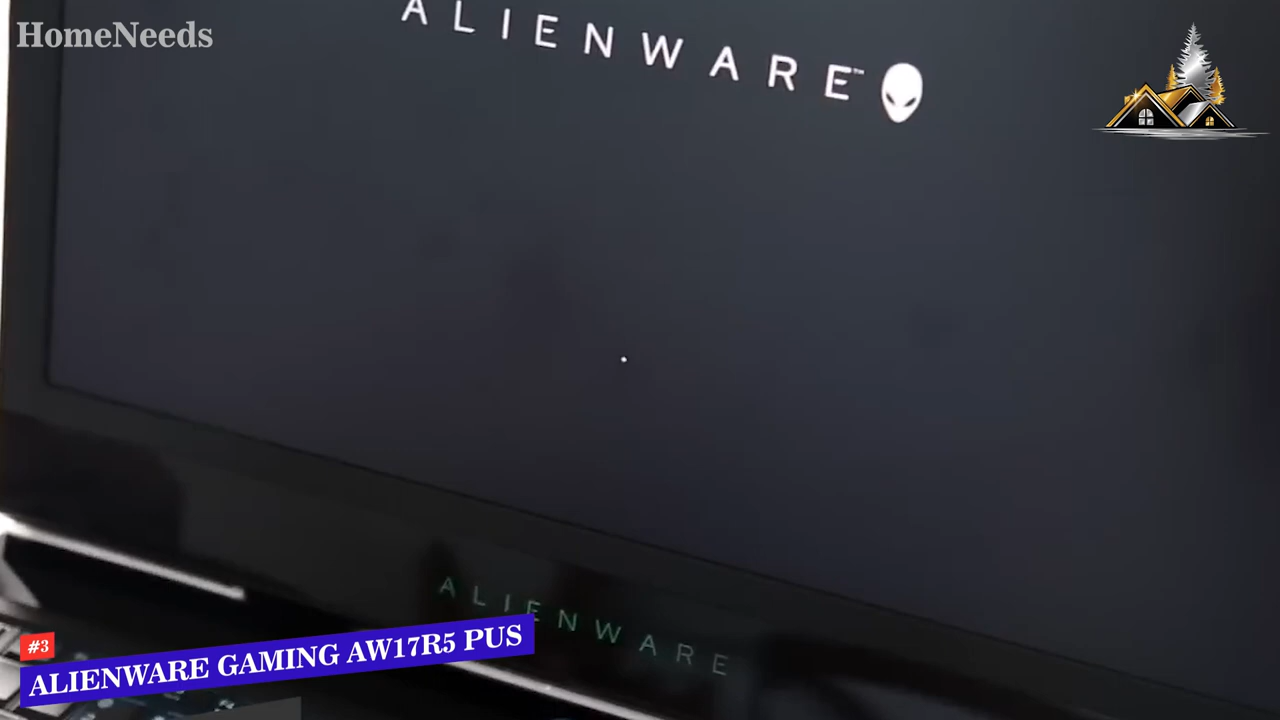 HomeNeeds
ALIENWARE™
ALIENWARE
#3
ALIENWARE GAMING AW17R5 PUS